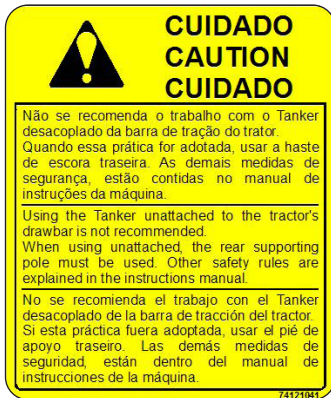 CUIDADO
CAUTION
CUIDADO
Não se recomenda o trabalho com o Tanker
desacoplado da barra de tração do trator.
Quando essa prática for adotada, usar a haste
de escora traseira. As demais medidas de
segurança, estão contidas no manual de
instruções da máquina.
Using the Tanker unattached to the tractor's
drawbar is not recommended.
When using unattached, the rear supporting
pole must be used. Other safety rules are
explained in the instructions manual.
No se recomienda el trabajo con el Tanker
desacoplado de la barra de tracción del tractor.
Si esta práctica fuera adoptada, usar el pié de
apoyo traseiro. Las demás medidas de
seguridad, están dentro del manual de
instrucciones de la máquina.
74121041